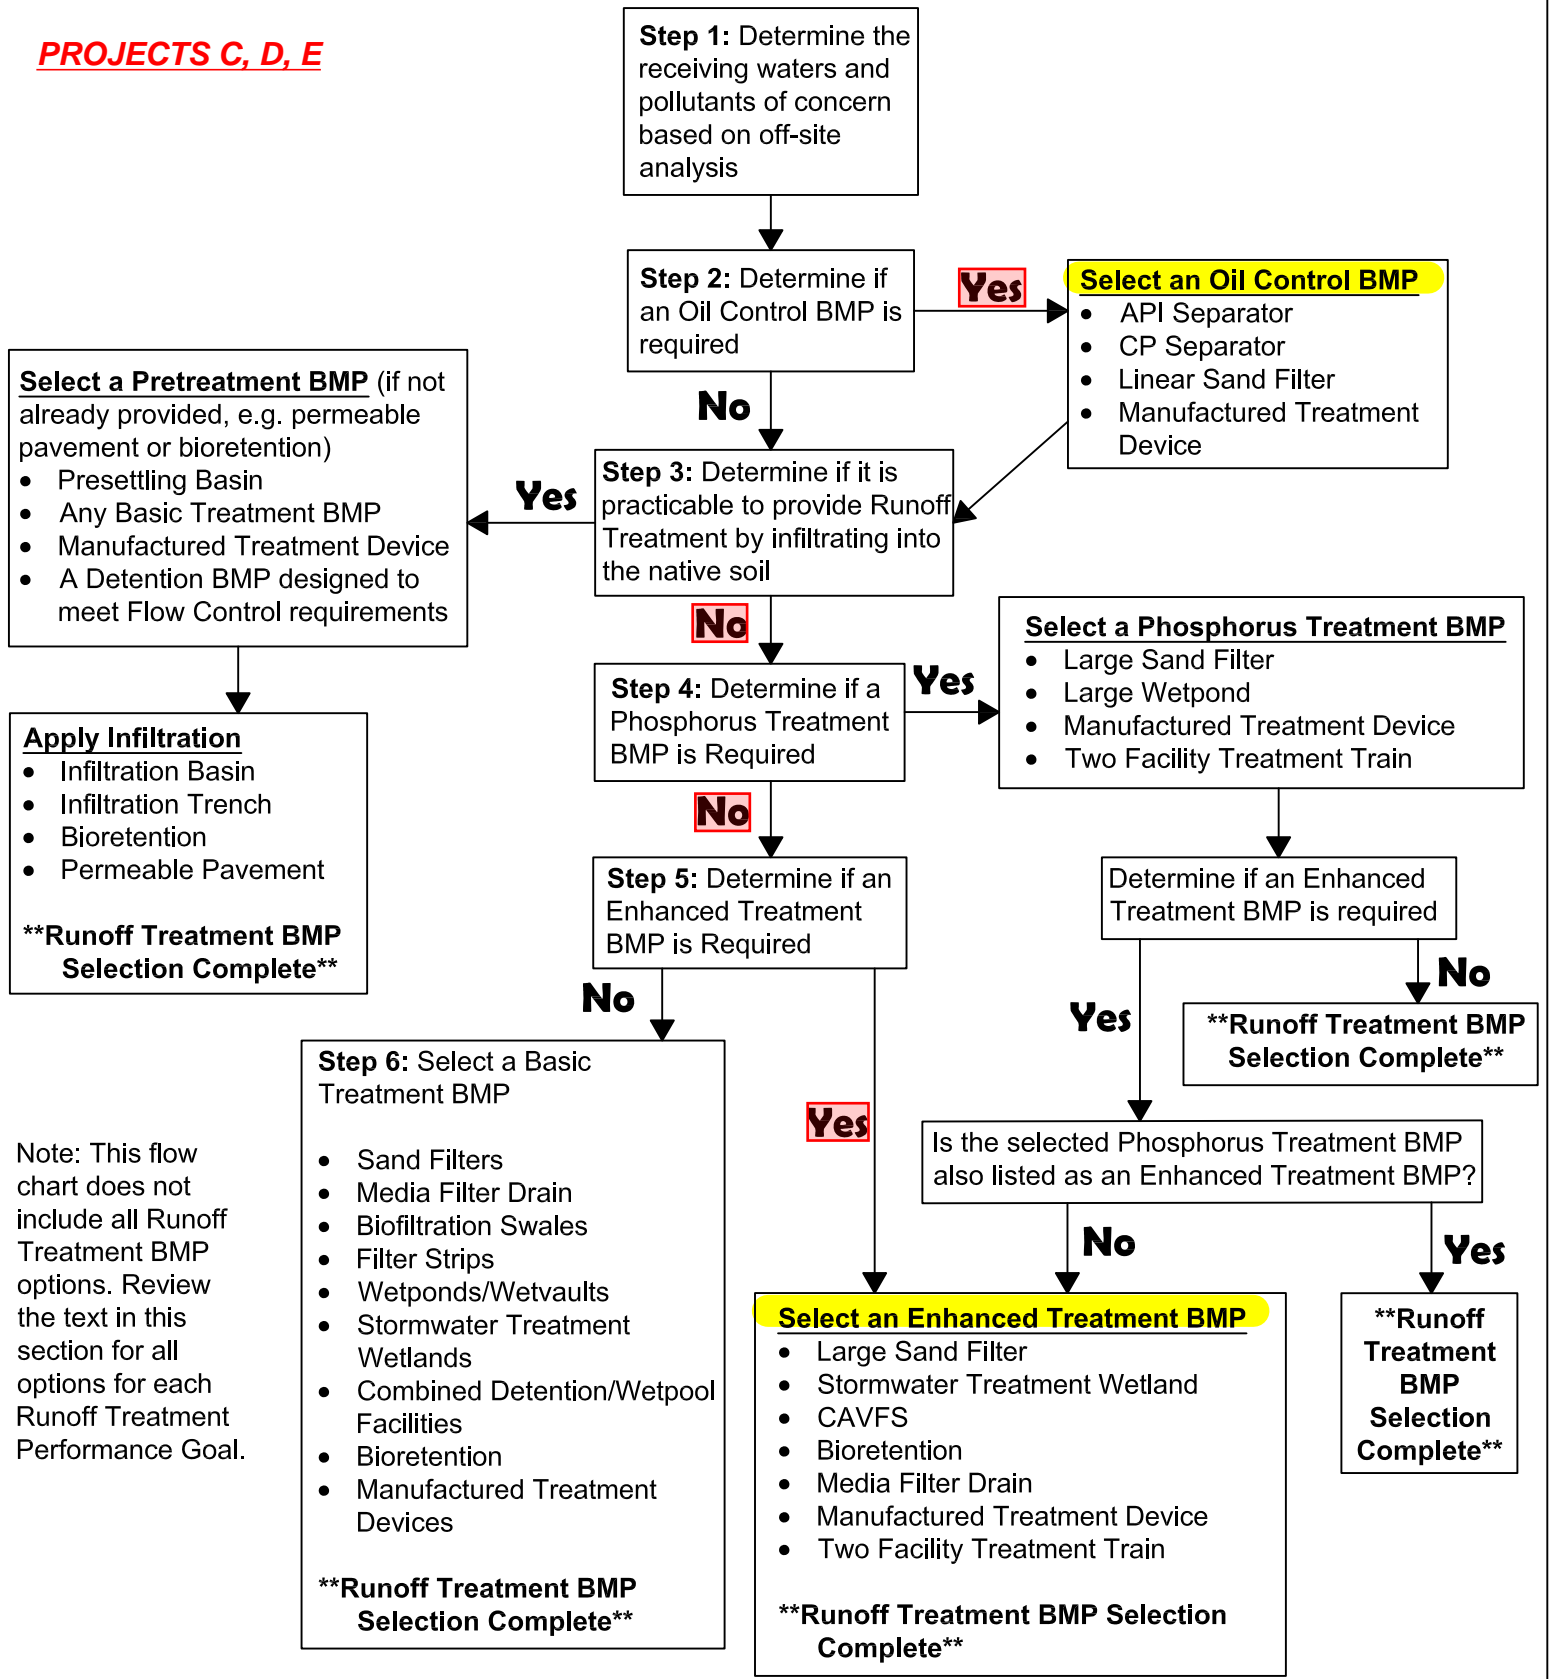 PROJECTS C, D, E
Step 1: Determine the
receiving waters and
pollutants of concern
based on off-site
analysis
Step 2: Determine if
an Oil Control BMP is
required
Yes
Select an Oil Control BMP
• API Separator
• CP Separator
• Linear Sand Filter
• Manufactured Treatment
Device
No
Select a Pretreatment BMP (if not
already provided, e.g. permeable
pavement or bioretention)
• Presettling Basin
• Any Basic Treatment BMP
• Manufactured Treatment Device
• A Detention BMP designed to
meet Flow Control requirements
Yes
Step 3: Determine if it is
practicable to provide Runoff
Treatment by infiltrating into
the native soil
No
Apply Infiltration
• Infiltration Basin
• Infiltration Trench
• Bioretention
• Permeable Pavement
**Runoff Treatment BMP
Selection Complete**
Step 4: Determine if a
Phosphorus Treatment
BMP is Required
Yes
Select a Phosphorus Treatment BMP
• Large Sand Filter
• Large Wetpond
• Manufactured Treatment Device
• Two Facility Treatment Train
No
Step 5: Determine if an
Enhanced Treatment
BMP is Required
Determine if an Enhanced
Treatment BMP is required
No
**Runoff Treatment BMP
Selection Complete**
Yes
No
Step 6: Select a Basic
Treatment BMP
• Sand Filters
• Media Filter Drain
• Biofiltration Swales
• Filter Strips
• Wetponds/Wetvaults
• Stormwater Treatment
Wetlands
• Combined Detention/Wetpool
Facilities
• Bioretention
• Manufactured Treatment
Devices
**Runoff Treatment BMP
Selection Complete**
Yes
Is the selected Phosphorus Treatment BMP
also listed as an Enhanced Treatment BMP?
No
Yes
Select an Enhanced Treatment BMP
• Large Sand Filter
• Stormwater Treatment Wetland
• CAVFS
• Bioretention
• Media Filter Drain
• Manufactured Treatment Device
• Two Facility Treatment Train
**Runoff Treatment BMP Selection
Complete**
**Runoff
Treatment
BMP
Selection
Complete**
Note: This flow
chart does not
include all Runoff
Treatment BMP
options. Review
the text in this
section for all
options for each
Runoff Treatment
Performance Goal.